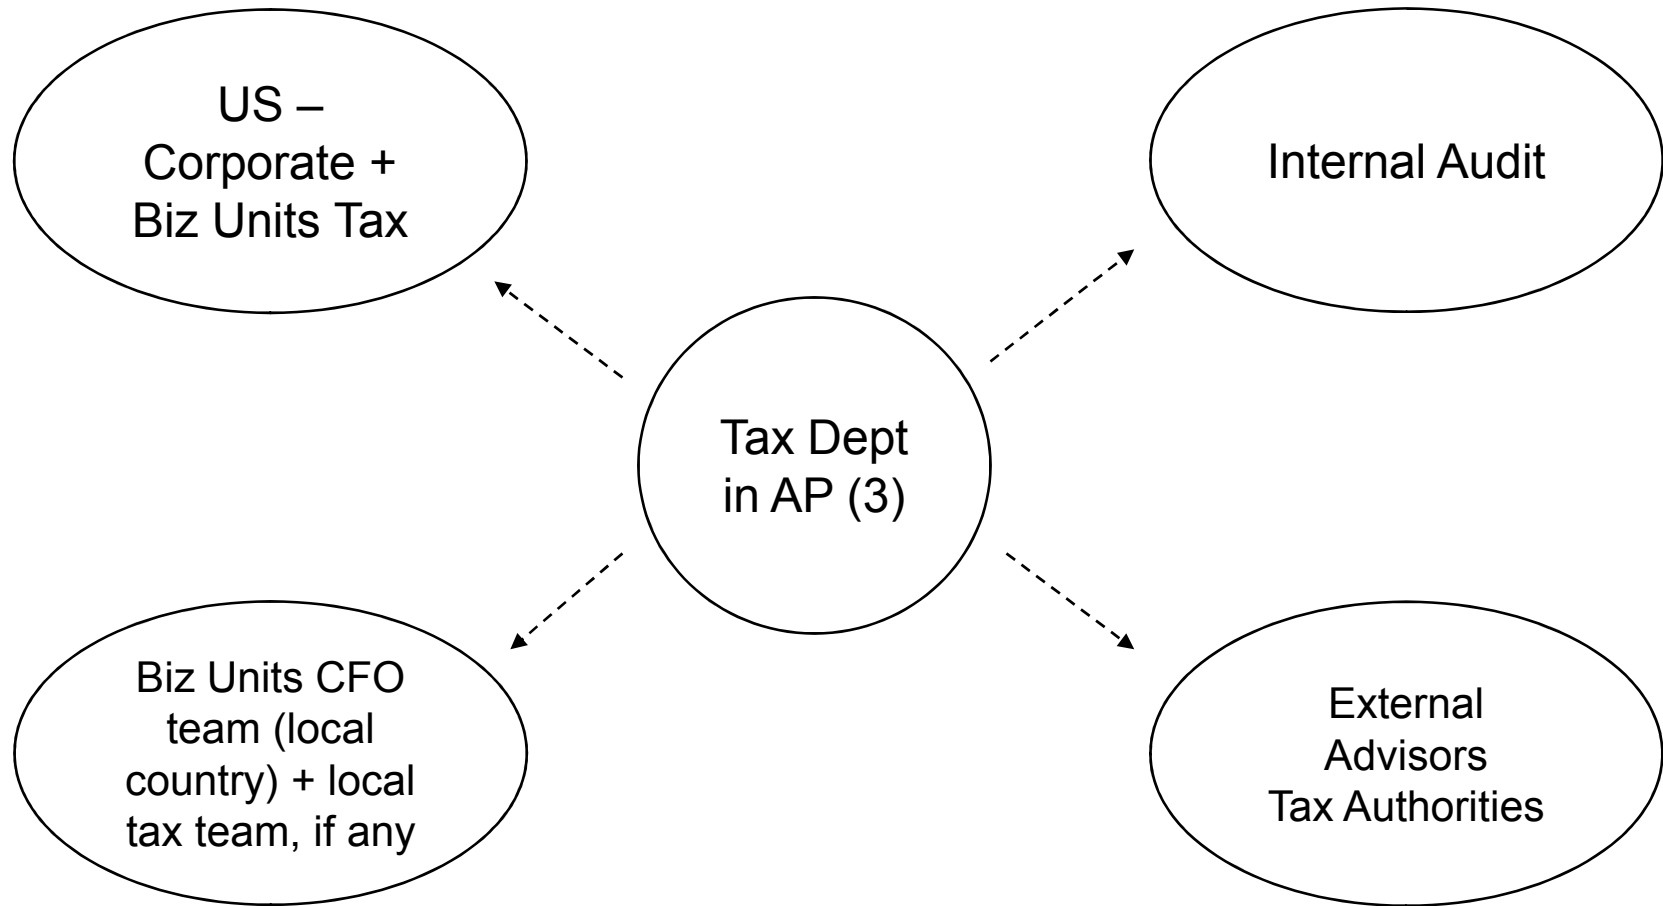 US –
Corporate +
Biz Units Tax
Internal Audit
Tax Dept
in AP (3)
Biz Units CFO
team (local
country) + local
tax team, if any
External
Advisors
Tax Authorities